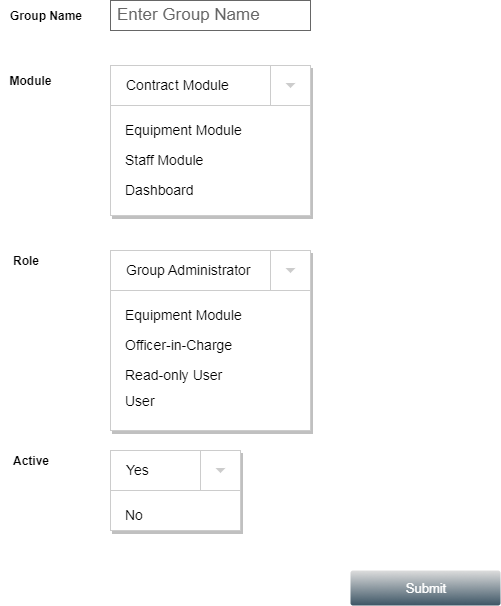 Group Name
Enter Group Name
Module
Contract Module
Equipment Module
Staff Module
Dashboard
Role
Group Administrator
Equipment Module
Officer-in-Charge
Read-only User
User
Active
Yes
No
Submit